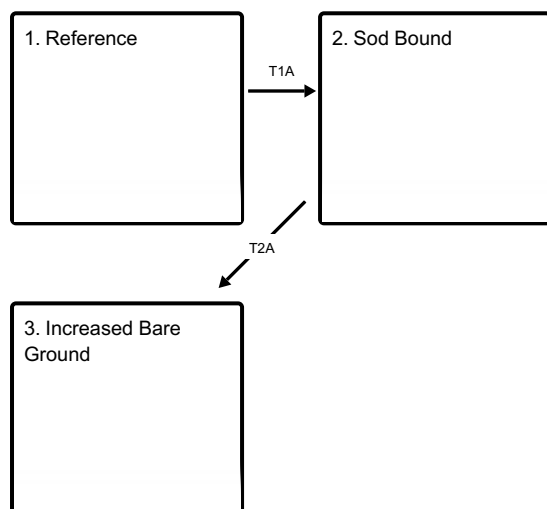 1. Reference
T1A
2. Sod Bound
T2A
3. Increased Bare
Ground